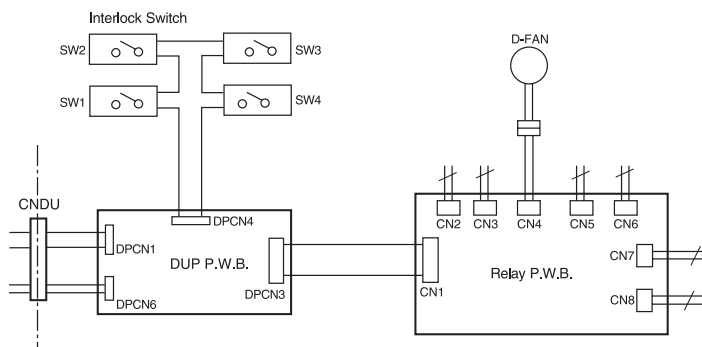 Interlock Switch
SW2
SW3
SW1
SW4
D-FAN
CNDU
DPCN4
CN2
CN3
CN4
CN5
CN6
DPCN1
DUP P.W.B.
DPCN3
DPCN6
CN1
Relay P.W.B.
CN7
CN8